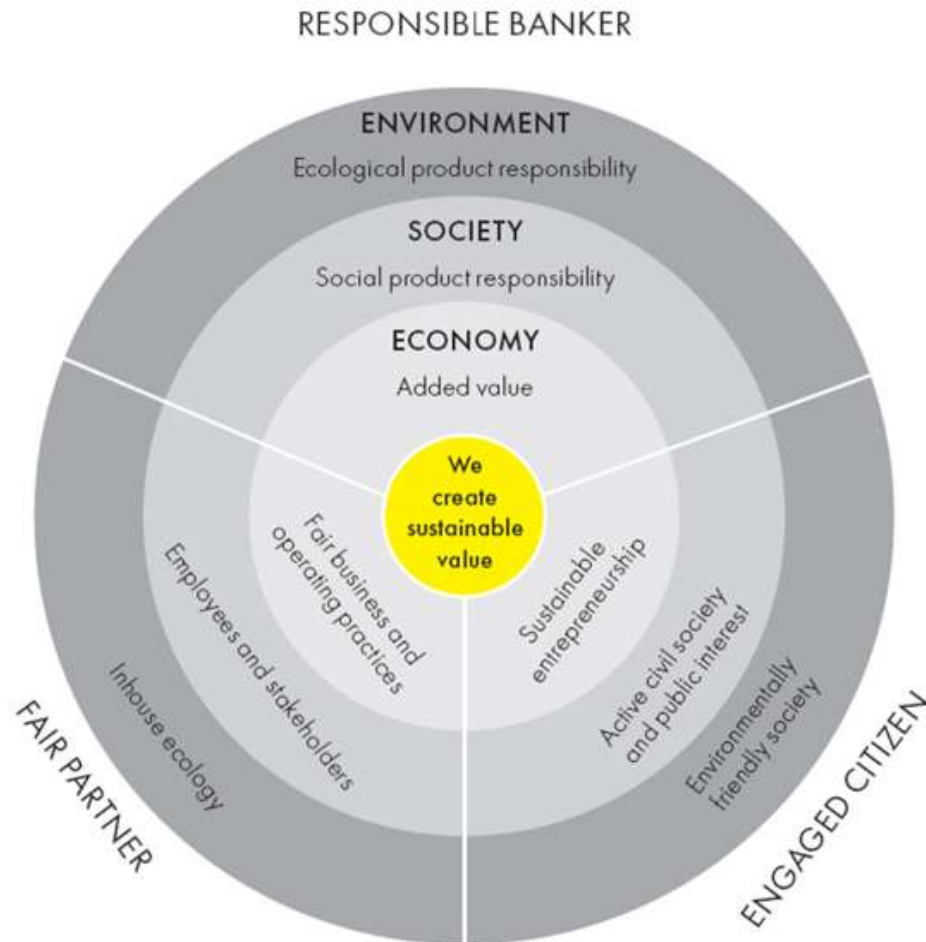 RESPONSIBLE BANKER
ENVIRONMENT
Ecological product responsibility
SOCIETY
Social product responsibility
ECONOMY
Added value
We
create
sustainable
value
Fair business and
operating practices
Employees and stakeholders
Inhouse ecology
FAIR PARTNER
Sustainable
entrepreneurship
Active civil society
and public interest
Environmentally
friendly society
ENGAGED CITIZEN